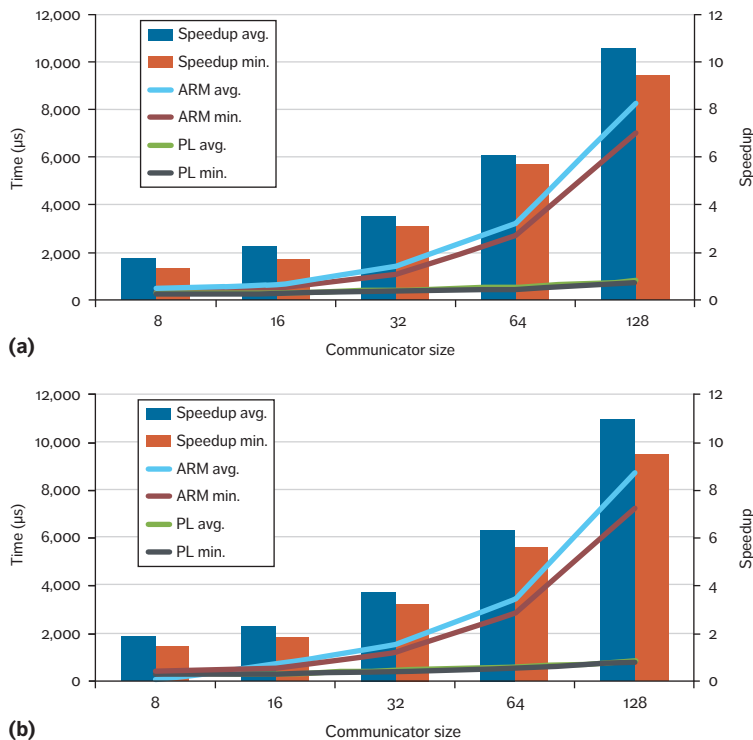 12,000
10,000
8,000
6,000
4,000
2,000
0
Time (µs)
Speedup avg.
Speedup min.
ARM avg.
ARM min.
PL avg.
PL min.
12
10
8
6
4
2
0
Speedup
8 16 32 64 128
Communicator size
(a)
12,000
10,000
8,000
6,000
4,000
2,000
0
Time (µs)
Speedup avg.
Speedup min.
ARM avg.
ARM min.
PL avg.
PL min.
12
10
8
6
4
2
0
Speedup
8 16 32 64 128
Communicator size
(b)